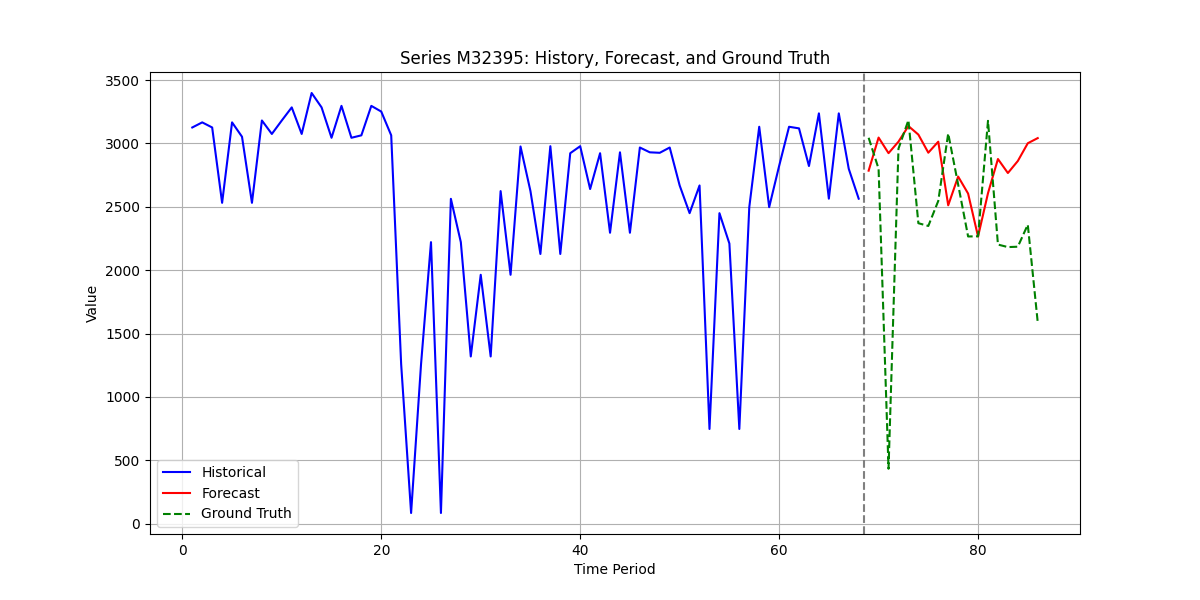 Series M32395: History, Forecast, and Ground Truth
3500
3000
2500
2000
1500
1000
500
0
Value
Historical
Forecast
Ground Truth
0 20 40 60 80
Time Period